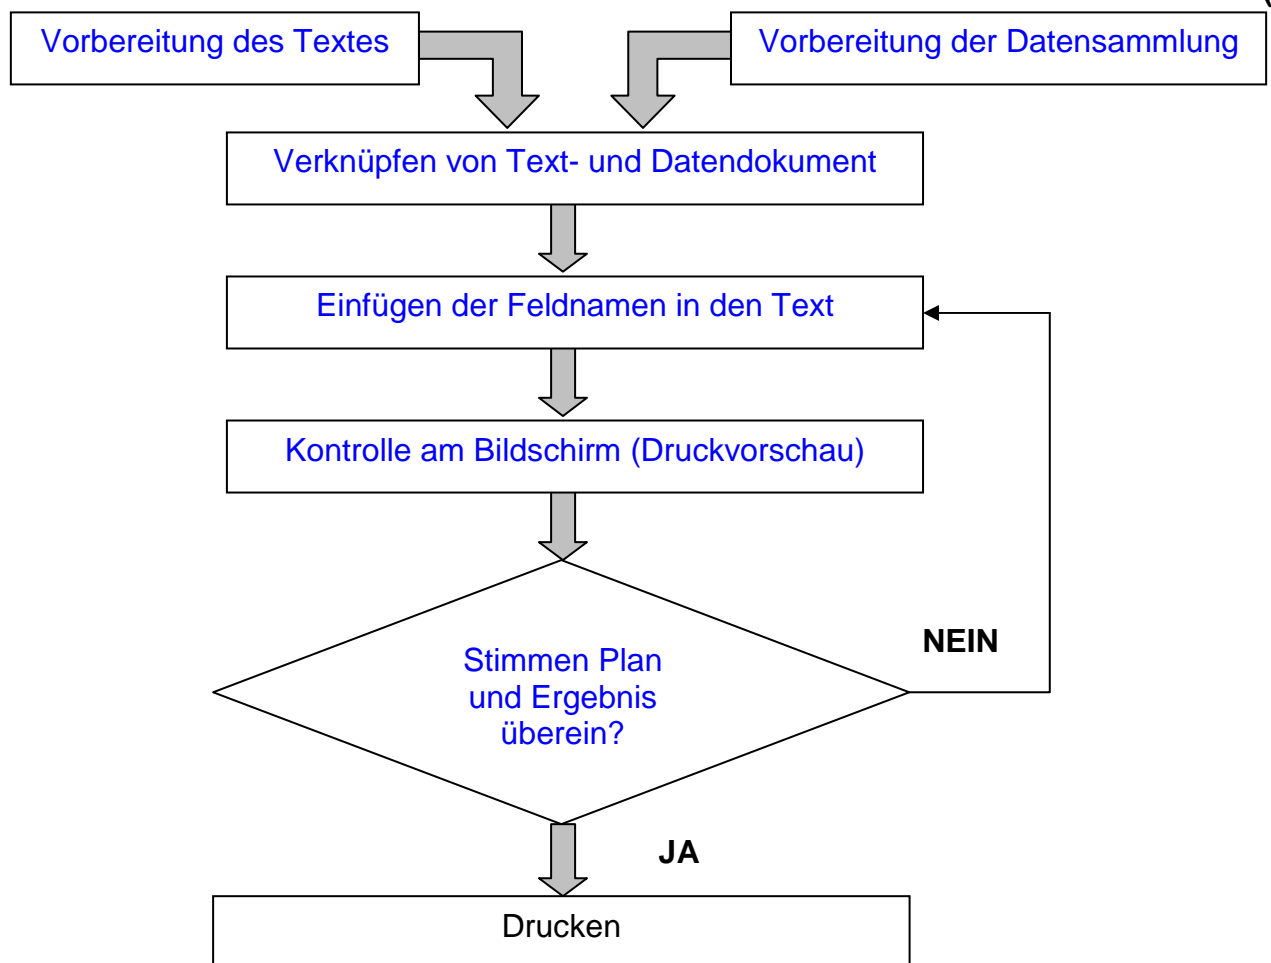 Vorbereitung des Textes
Vorbereitung der Datensammlung
Verknüpfen von Text- und Datendokument
Einfügen der Feldnamen in den Text
Kontrolle am Bildschirm (Druckvorschau)
Stimmen Plan
und Ergebnis
überein?
NEIN
JA
Drucken